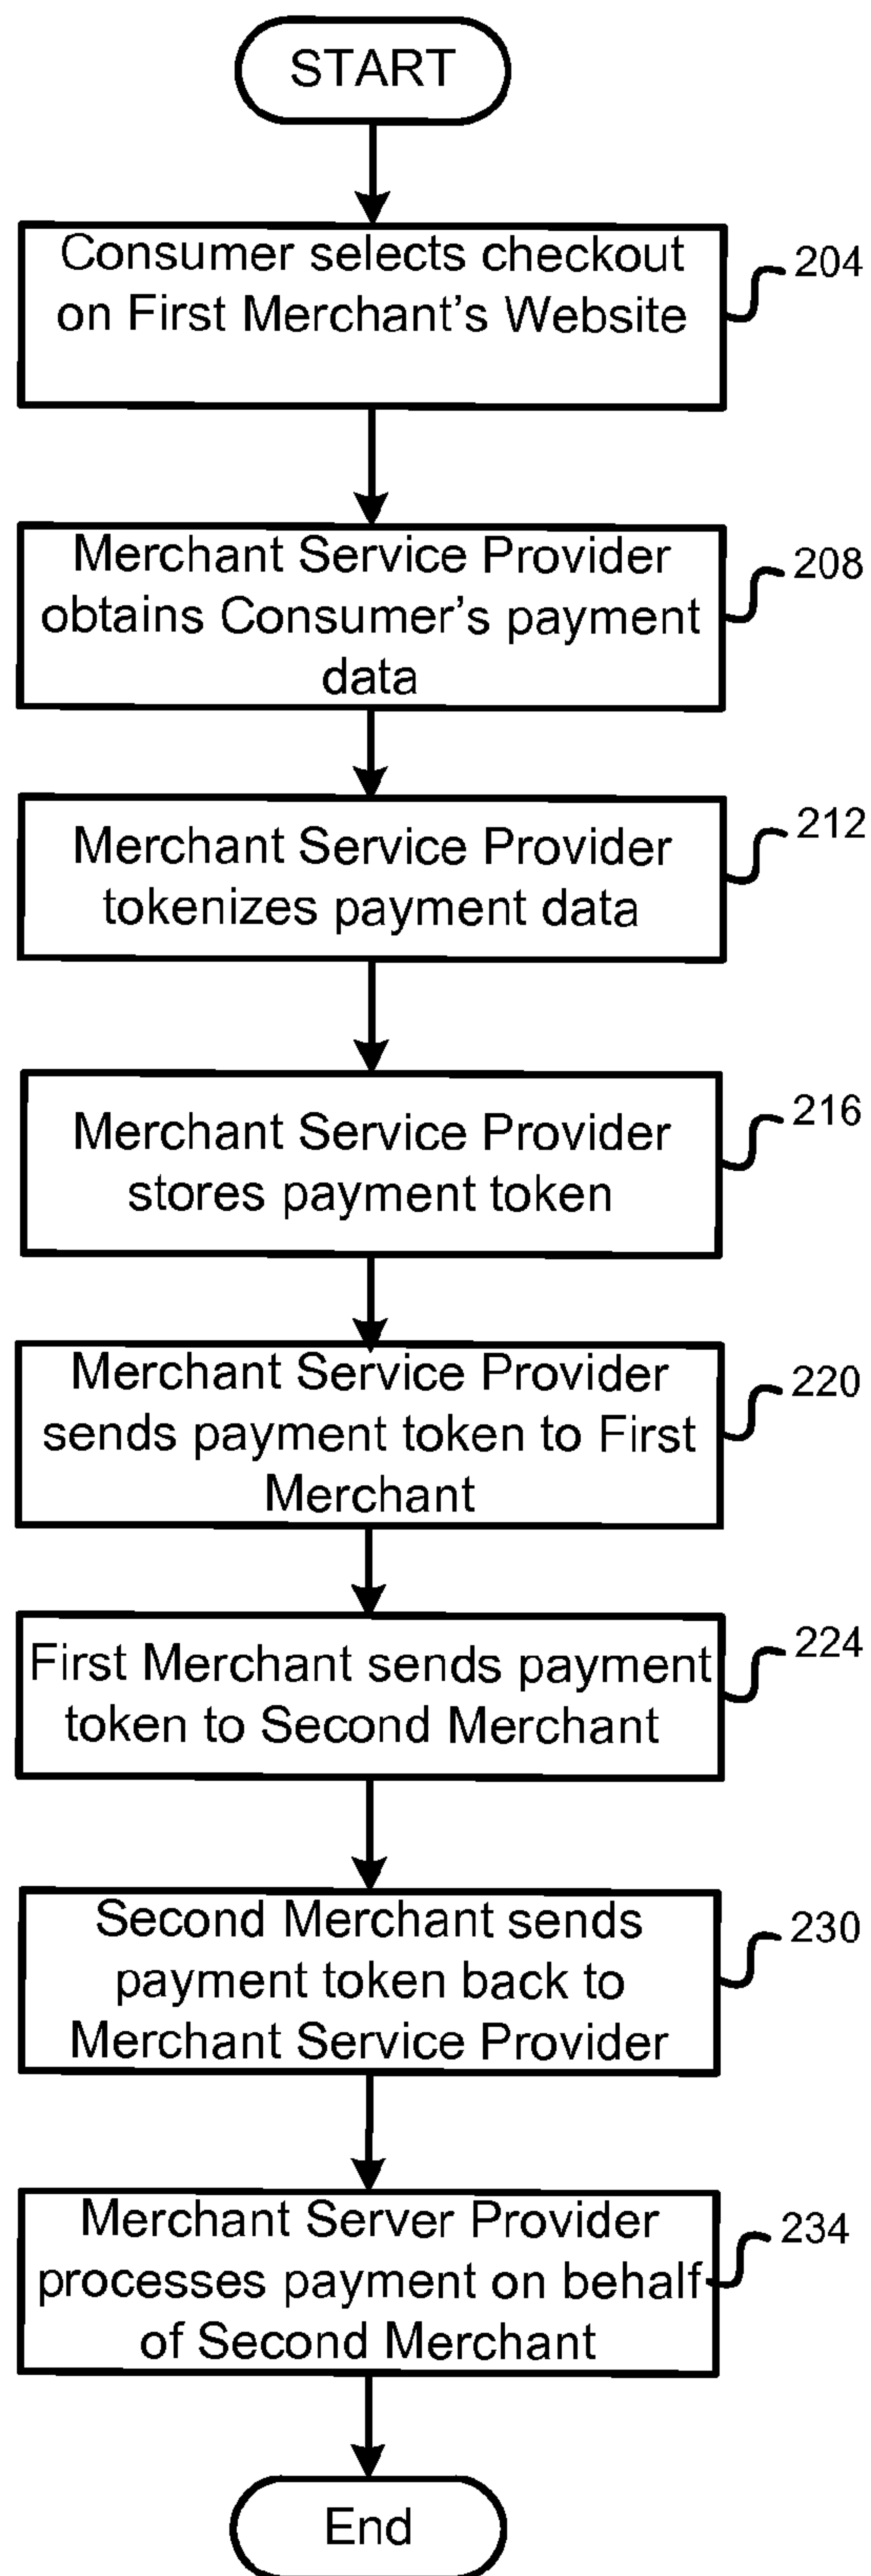 START
Consumer selects checkout
on First Merchant's Website
204
Merchant Service Provider
obtains Consumer's payment
data
208
Merchant Service Provider
tokenizes payment data
212
Merchant Service Provider
stores payment token
216
Merchant Service Provider
sends payment token to First
Merchant
220
First Merchant sends payment
token to Second Merchant
224
Second Merchant sends
payment token back to
Merchant Service Provider
230
Merchant Server Provider
processes payment on behalf
of Second Merchant
234
End